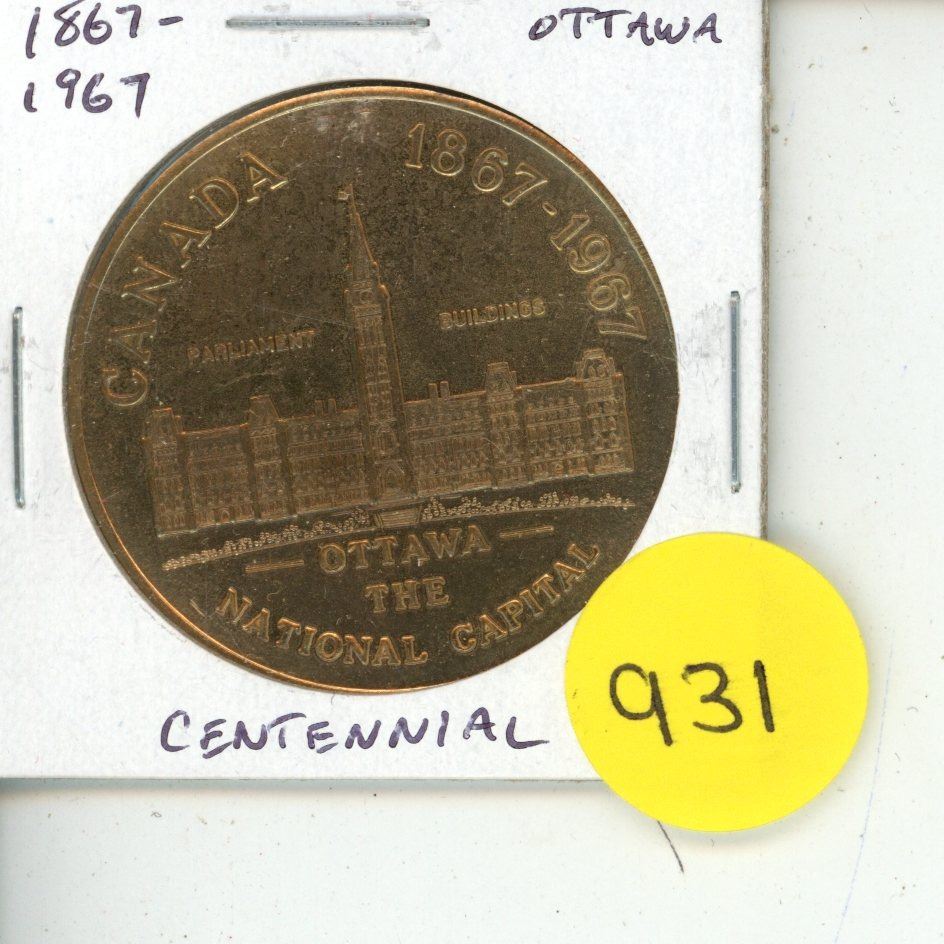 1867-
1967
OTTAWA
CANADA 1867-1967
PARLIAMENT BUILDINGS
OTTAWA
THE
NATIONAL CAPITAL
CENTENNIAL
931